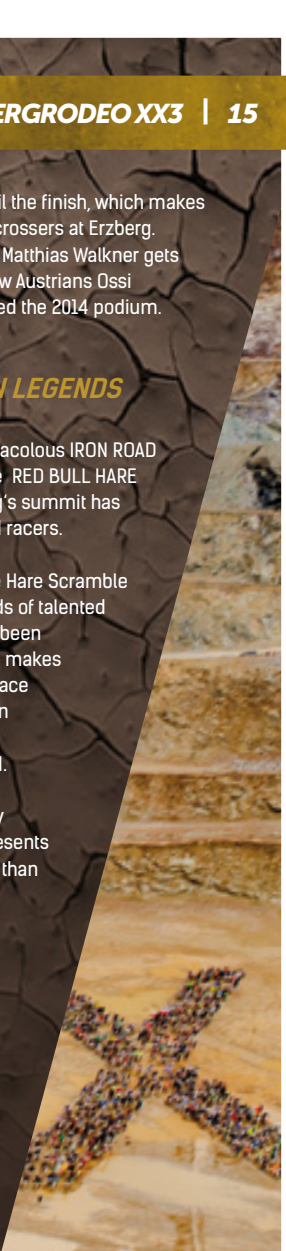 ERGRODEO XX3 | 15
il the finish, which makes
crossers at Erzberg.
Matthias Walkner gets
w Austrians Ossi
ed the 2014 podium.
N LEGENDS
acolous IRON ROAD
RED BULL HARE
g's summit has
racers.
Hare Scramble
ds of talented
been
makes
ace
n
l.
y
esents
than